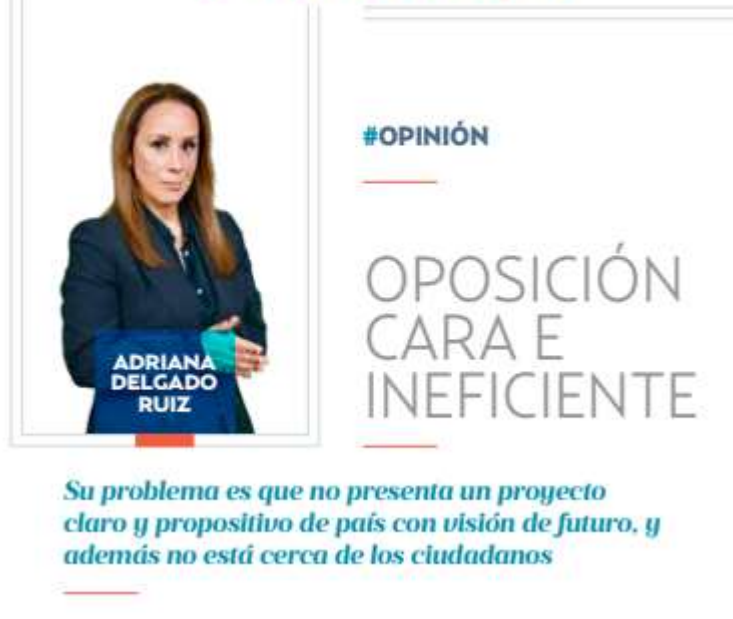 #OPINIÓN
OPOSICIÓN
CARA E
INEFICIENTE
ADRIANA
DELGADO
RUIZ
Su problema es que no presenta un proyecto
claro y propositivo de país con visión de futuro, y
además no está cerca de los ciudadanos